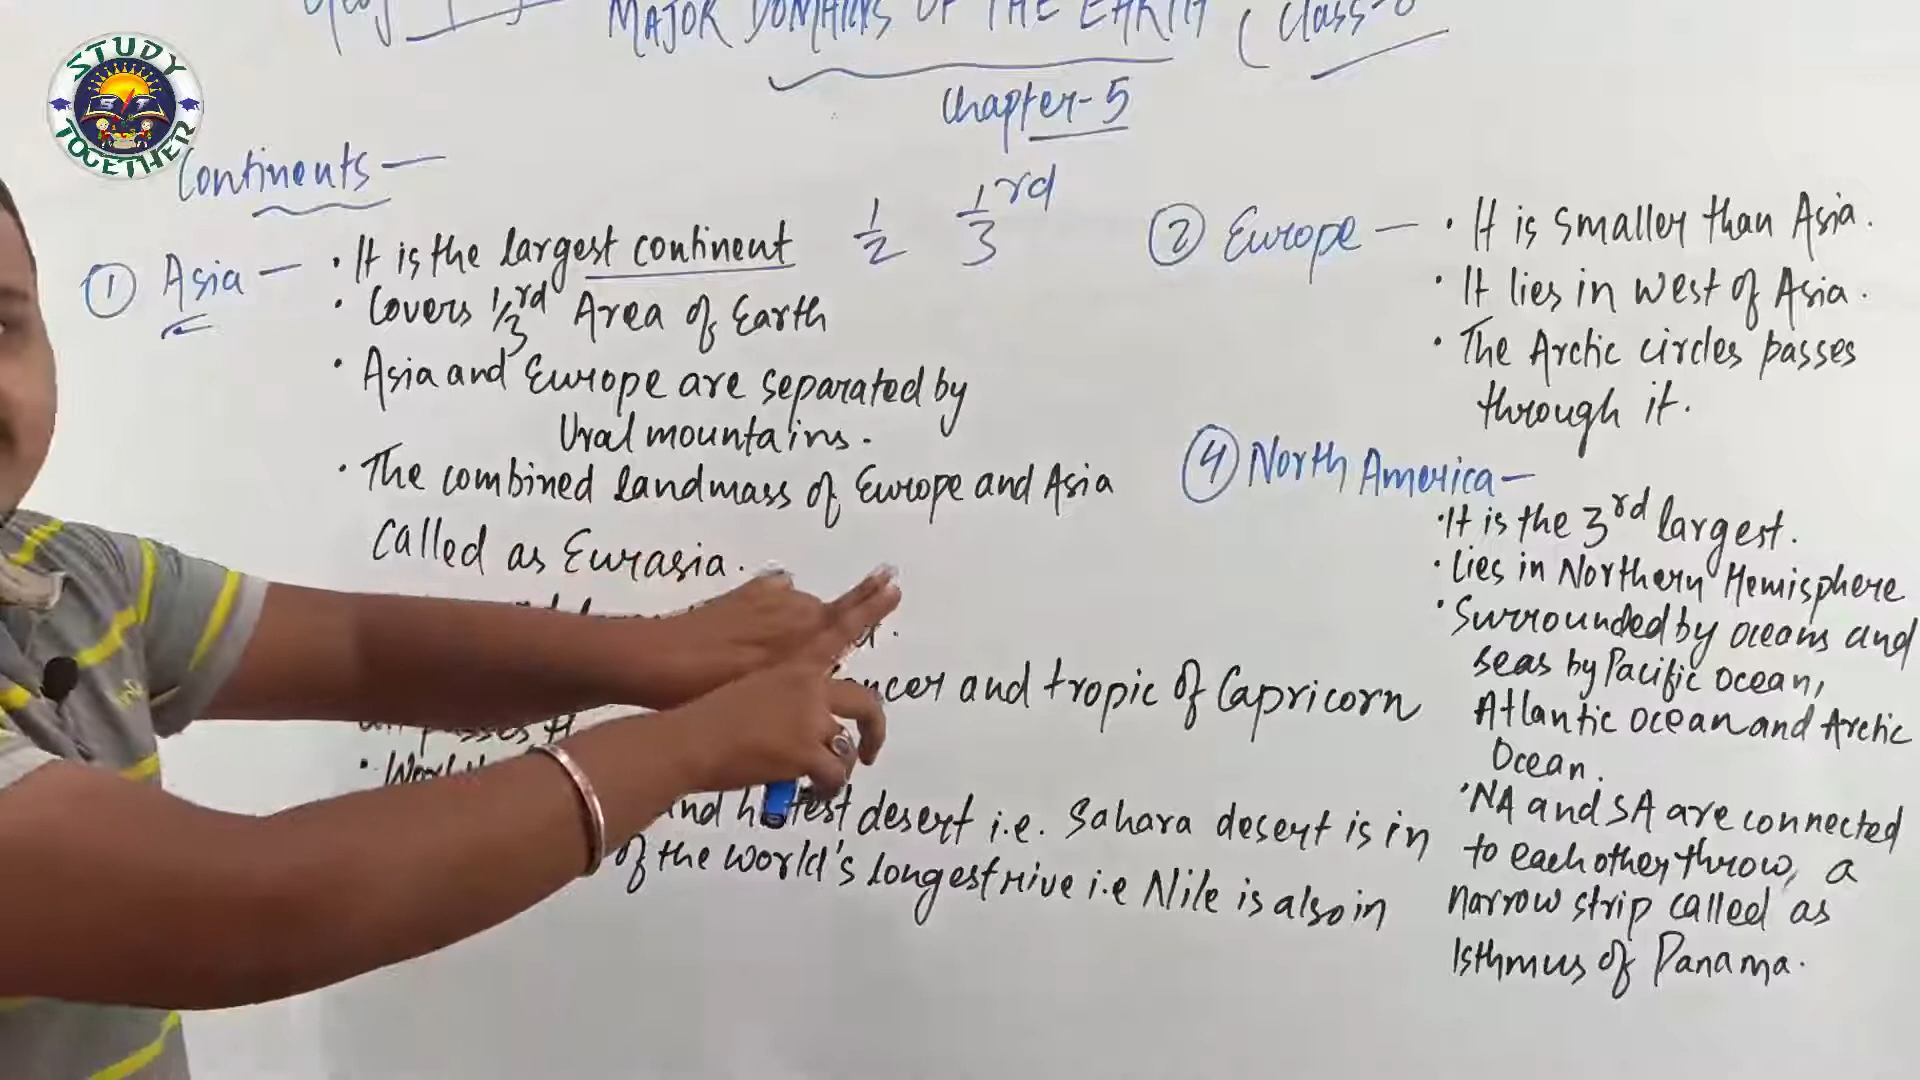 STUDY
ST
TOGETHER
MAJOR DOMAINS OF THE EARTH (Class-6
Chapter-5
Continents —
1/2 1/3rd
① Asia — • It is the largest continent
• Covers 1/3rd Area of Earth
• Asia and Europe are separated by
Ural mountains.
• The combined landmass of Europe and Asia
called as Eurasia.
and tropic of Capricorn
desert i.e. Sahara desert is in
of the world's longest rive i.e Nile is also in
② Europe — • It is smaller than Asia.
• It lies in west of Asia.
• The Arctic circles passes
through it.
④ North America —
• It is the 3rd largest.
• Lies in Northern Hemisphere
• Surrounded by oceans and
seas by Pacific ocean,
Atlantic ocean and Arctic
Ocean.
• NA and SA are connected
to each other throw, a
narrow strip called as
Isthmus of Panama.